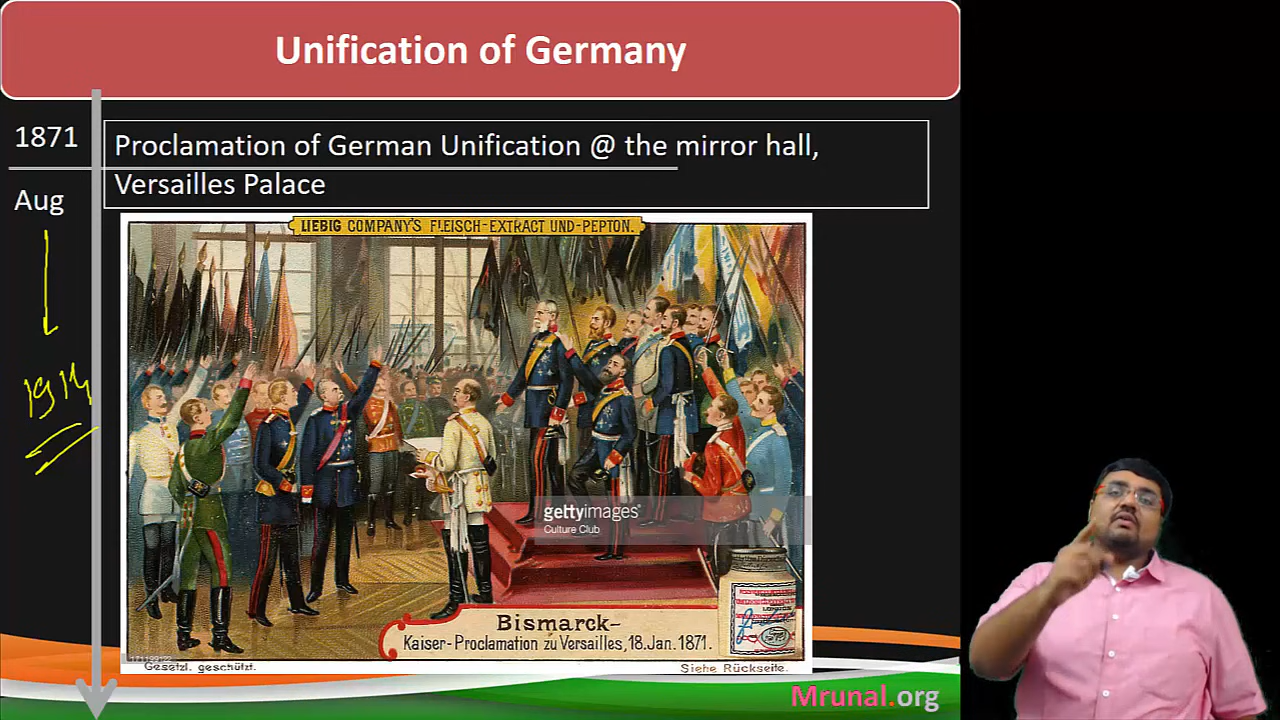 Unification of Germany
1871
Proclamation of German Unification @ the mirror hall,
Versailles Palace
Aug
1914
LIEBIG COMPANY'S FLEISCH-EXTRACT UND-PEPTON.
gettyimages®
Culture Club
Bismarck-
Kaiser-Proclamation zu Versailles, 18.Jan. 1871.
Gesetzl. geschützt.
Siehe Rückseite.
Mrunal.org